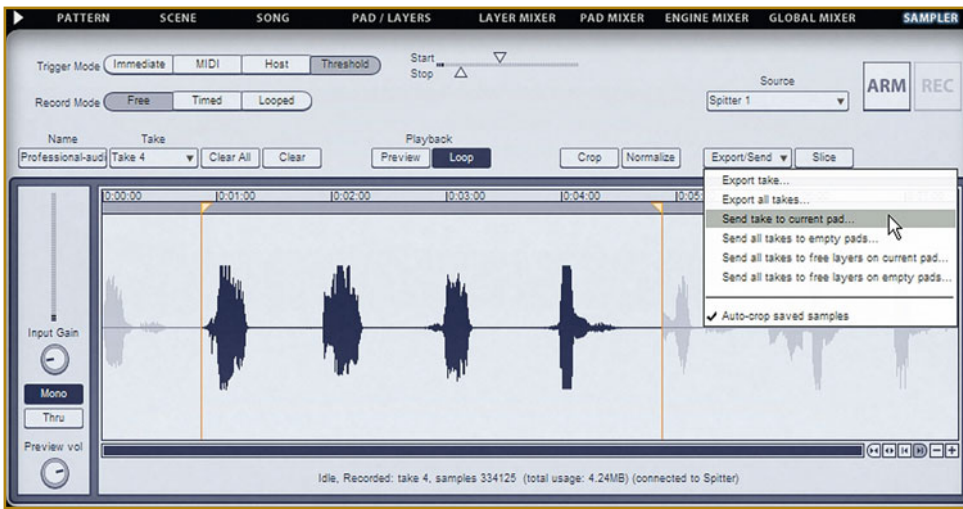 PATTERN SCENE SONG PAD / LAYERS LAYER MIXER PAD MIXER ENGINE MIXER GLOBAL MIXER SAMPLER
Trigger Mode Immediate MIDI Host Threshold
Start
Stop
Source
Record Mode Free Timed Looped
Spitter 1
ARM REC
Name Take Playback
Professional-audi Take 4 Clear All Clear Preview Loop Crop Normalize Export/Send Slice
Export take...
Export all takes...
Send take to current pad...
Send all takes to empty pads...
Send all takes to free layers on current pad...
Send all takes to free layers on empty pads...
Auto-crop saved samples
0:00:00 0:01:00 0:02:00 0:03:00 0:04:00 0:05:
Input Gain
Mono
Thru
Preview vol
Idle, Recorded: take 4, samples 334125 (total usage: 4.24MB) (connected to Spitter)